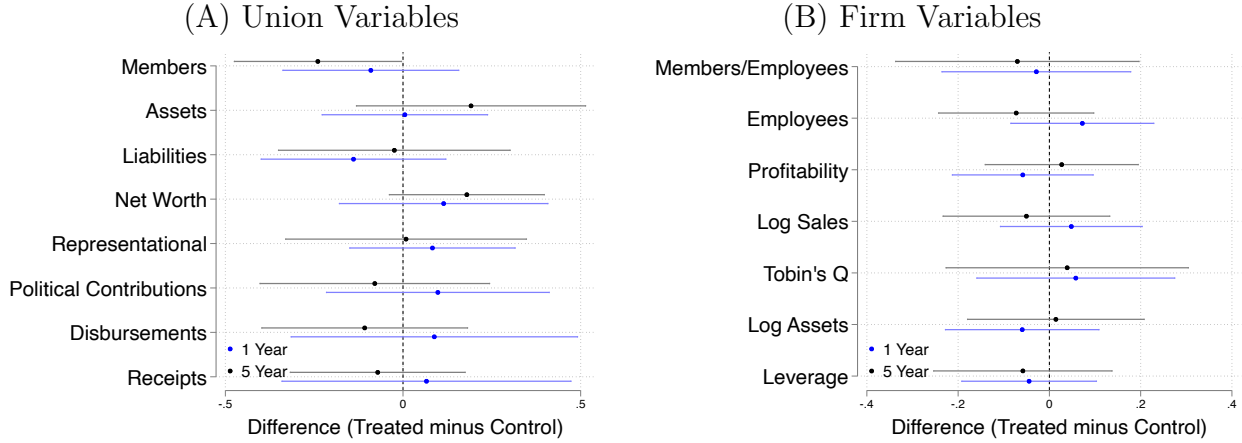 (A) Union Variables
Members
Assets
Liabilities
Net Worth
Representational
Political Contributions
Disbursements
Receipts
1 Year
5 Year
-.5 0 .5
Difference (Treated minus Control)
(B) Firm Variables
Members/Employees
Employees
Profitability
Log Sales
Tobin's Q
Log Assets
Leverage
1 Year
5 Year
-.4 -.2 0 .2 .4
Difference (Treated minus Control)